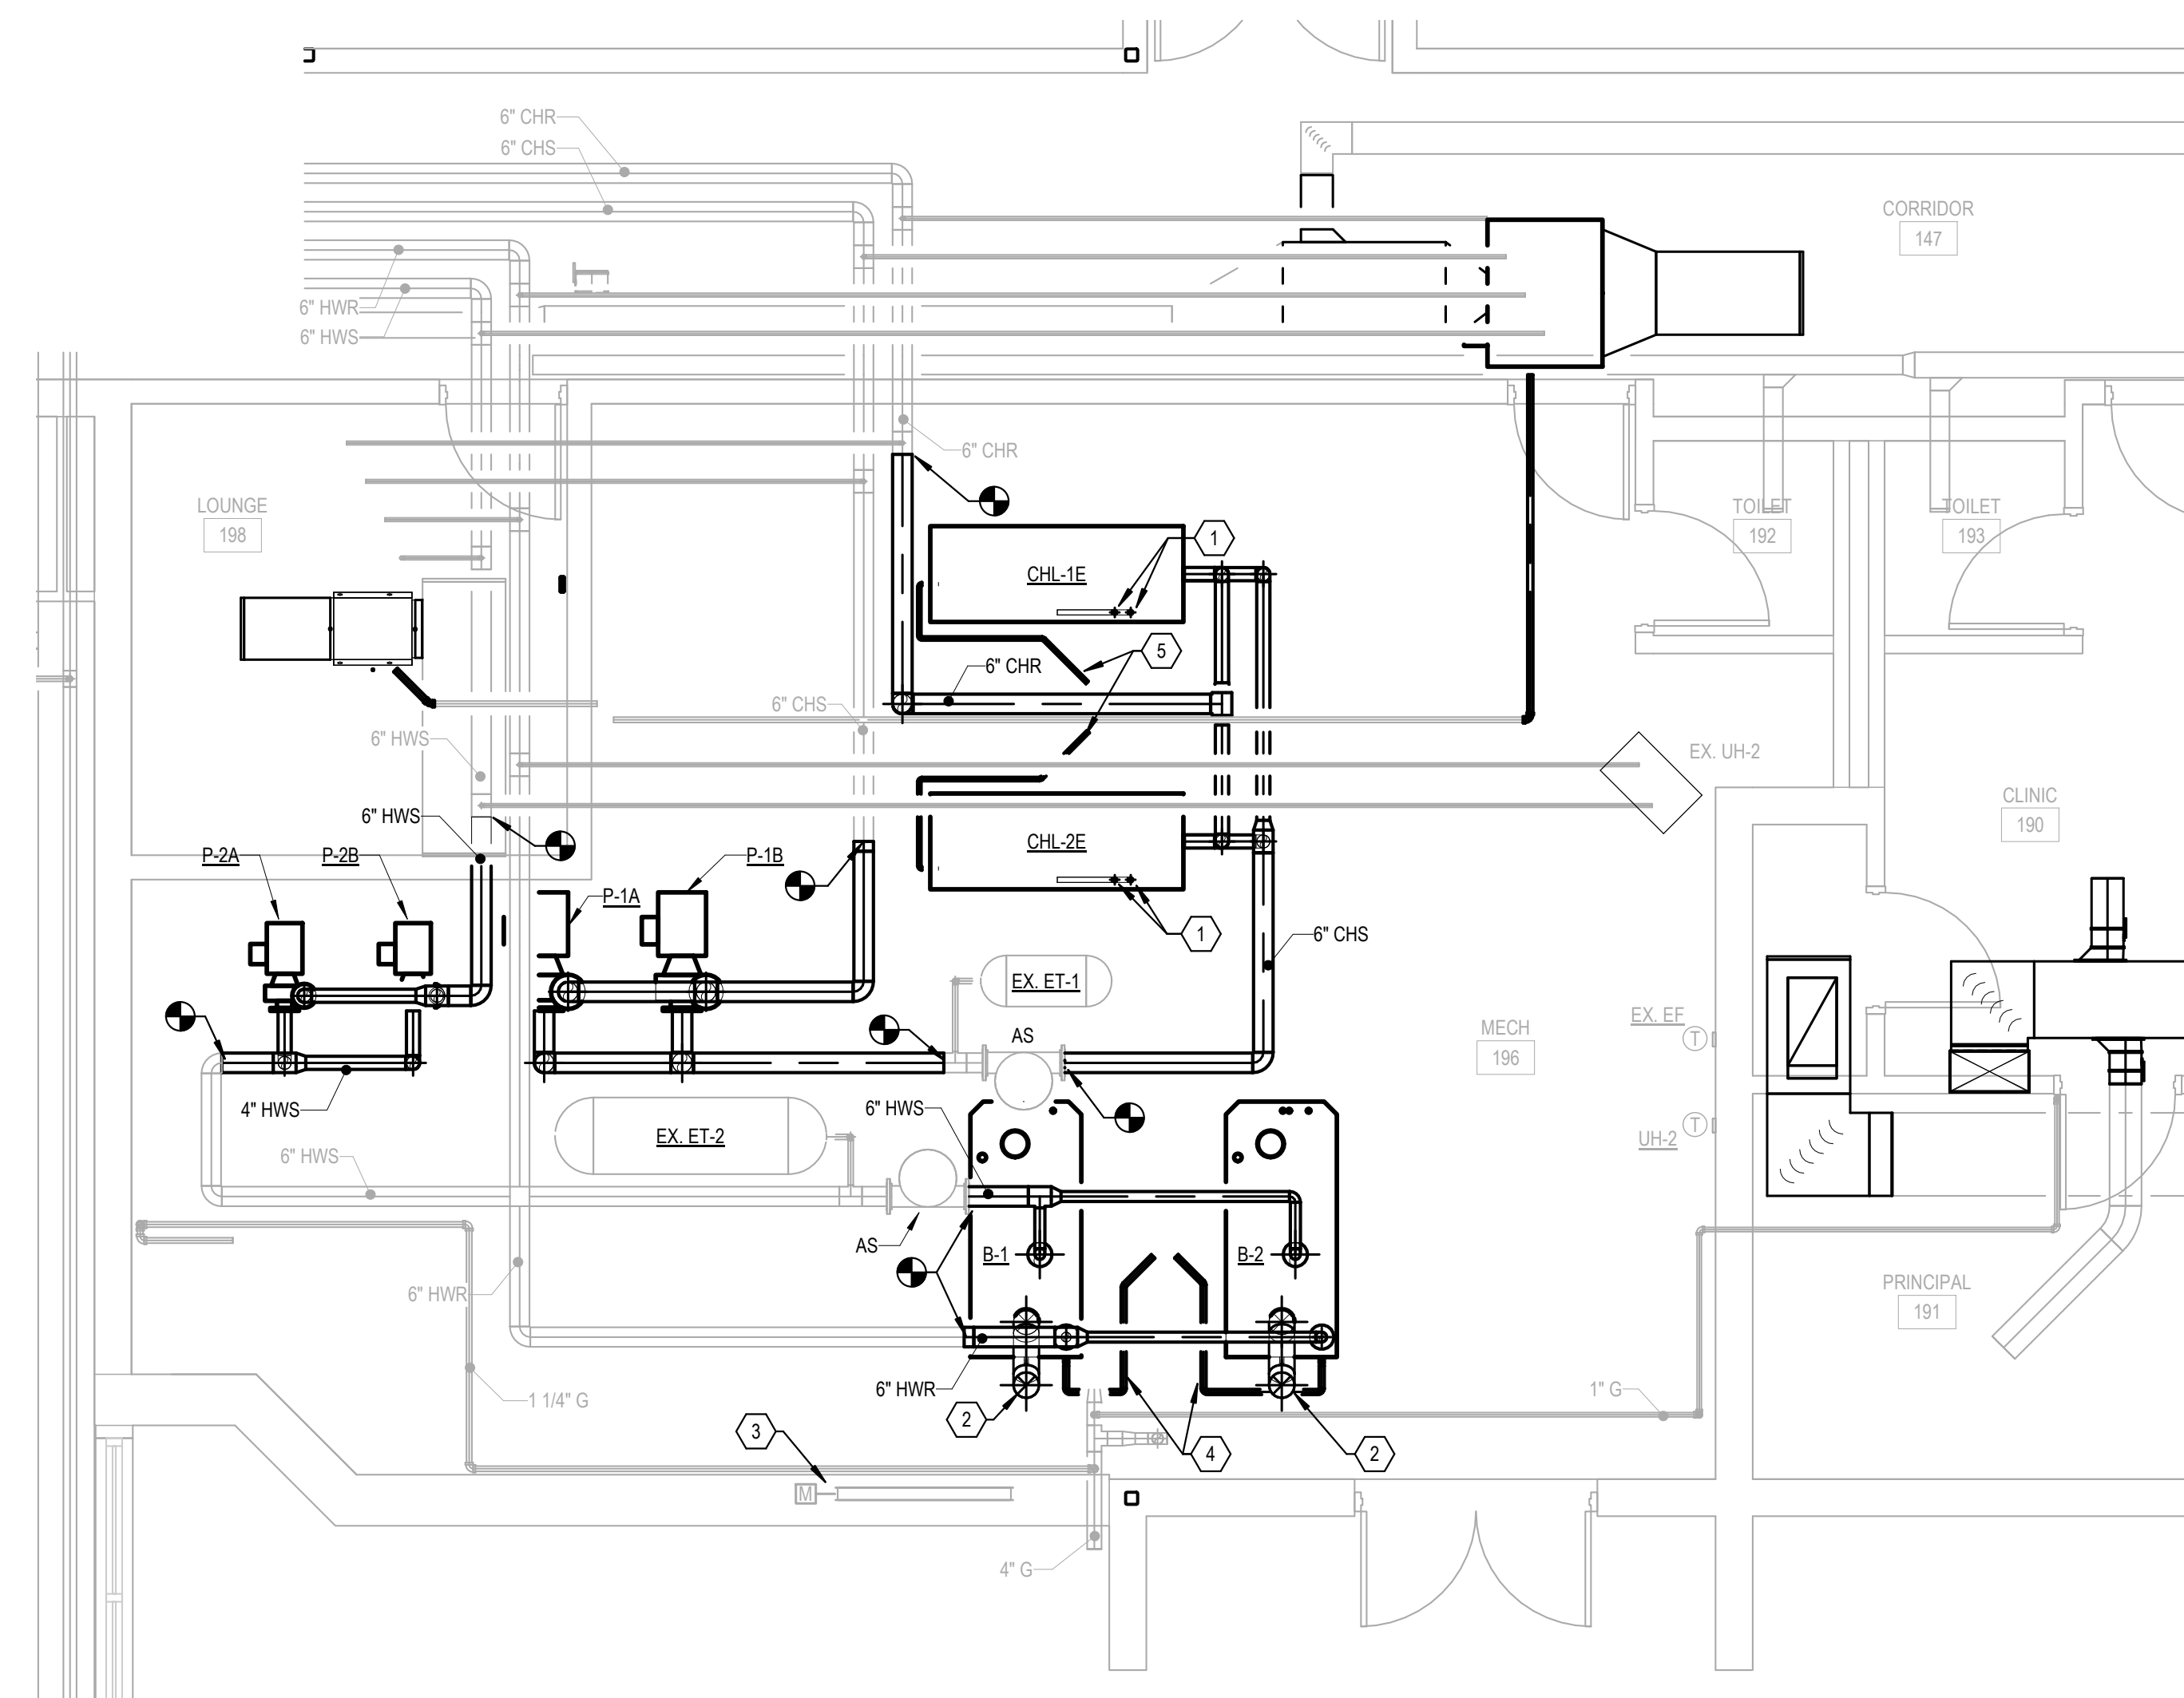 6" CHR
6" CHS
CORRIDOR
147
6" HWR
6" HWS
6" CHR
LOUNGE
198
TOILET
192
TOILET
193
1
CHL-1E
5
6" CHR
6" CHS
6" HWS
EX. UH-2
CLINIC
190
6" HWS
CHL-2E
P-2A
P-2B
P-1B
P-1A
1
6" CHS
EX. ET-1
EX. EF
T
MECH
196
AS
4" HWS
6" HWS
EX. ET-2
UH-2
T
6" HWS
AS
B-1
B-2
6" HWR
PRINCIPAL
191
6" HWR
1 1/4" G
1" G
2
3
4
2
M
4" G